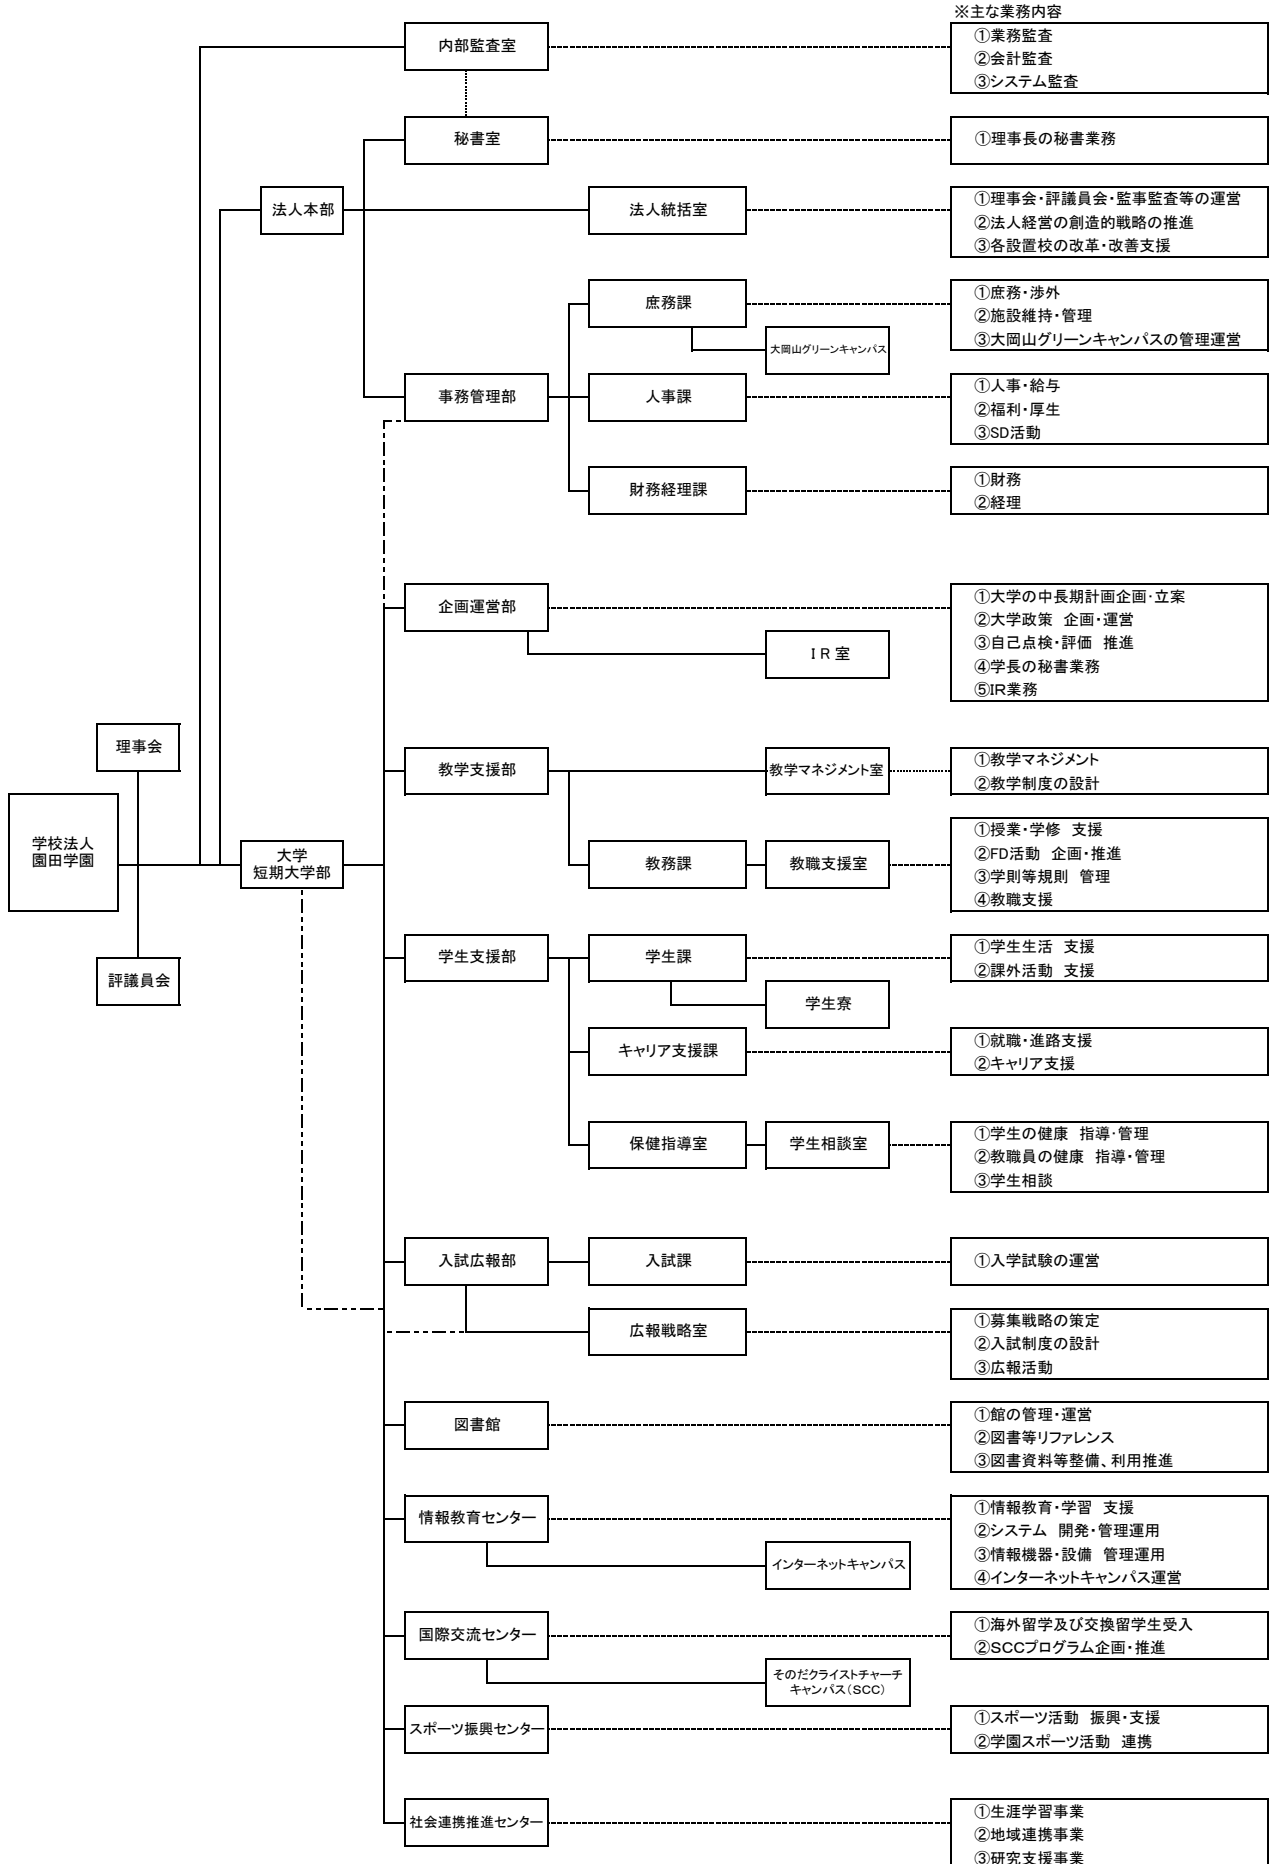 ※主な業務内容
内部監査室
①業務監査
②会計監査
③システム監査
秘書室
①理事長の秘書業務
法人本部
法人統括室
①理事会・評議員会・監事監査等の運営
②法人経営の創造的戦略の推進
③各設置校の改革・改善支援
庶務課
①庶務・渉外
②施設維持・管理
③大岡山グリーンキャンパスの管理運営
大岡山グリーンキャンパス
事務管理部
人事課
①人事・給与
②福利・厚生
③SD活動
財務経理課
①財務
②経理
企画運営部
①大学の中長期計画企画・立案
②大学政策 企画・運営
③自己点検・評価 推進
④学長の秘書業務
⑤IR業務
IR室
理事会
教学支援部
教学マネジメント室
①教学マネジメント
②教学制度の設計
学校法人
園田学園
大学
短期大学部
教務課
教職支援室
①授業・学修 支援
②FD活動 企画・推進
③学則等規則 管理
④教職支援
評議員会
学生支援部
学生課
①学生生活 支援
②課外活動 支援
学生寮
キャリア支援課
①就職・進路支援
②キャリア支援
保健指導室
学生相談室
①学生の健康 指導・管理
②教職員の健康 指導・管理
③学生相談
入試広報部
入試課
①入学試験の運営
広報戦略室
①募集戦略の策定
②入試制度の設計
③広報活動
図書館
①館の管理・運営
②図書等リファレンス
③図書資料等整備、利用推進
情報教育センター
①情報教育・学習 支援
②システム 開発・管理運用
③情報機器・設備 管理運用
④インターネットキャンパス運営
インターネットキャンパス
国際交流センター
①海外留学及び交換留学生受入
②SCCプログラム企画・推進
そのだクライストチャーチ
キャンパス（SCC）
スポーツ振興センター
①スポーツ活動 振興・支援
②学園スポーツ活動 連携
社会連携推進センター
①生涯学習事業
②地域連携事業
③研究支援事業